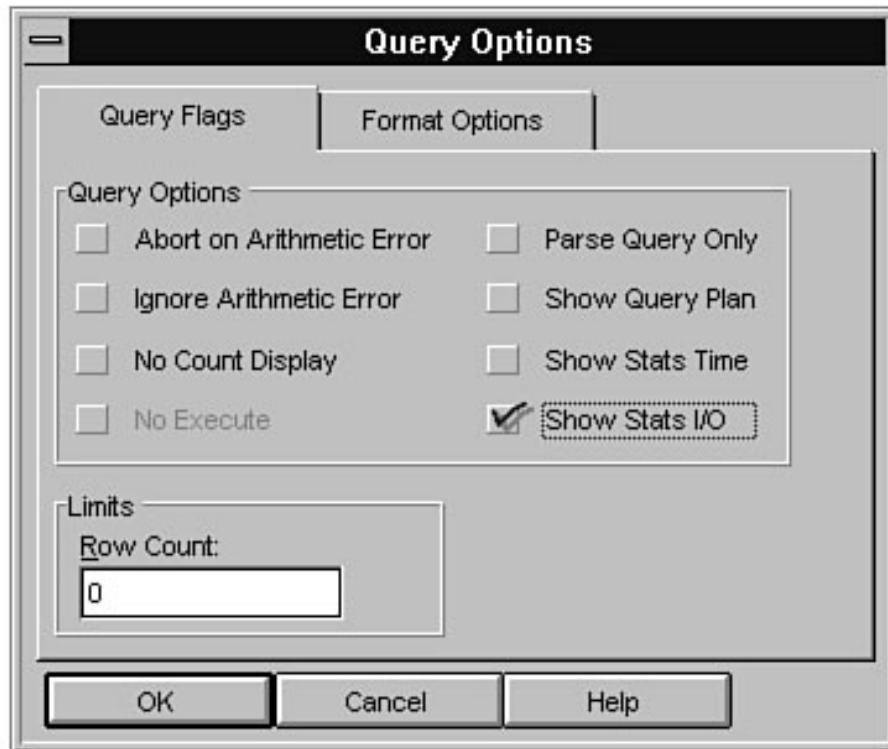 Query Options
Query Flags Format Options
Query Options
Abort on Arithmetic Error Parse Query Only
Ignore Arithmetic Error Show Query Plan
No Count Display Show Stats Time
No Execute Show Stats I/O
Limits
Row Count:
0
OK Cancel Help